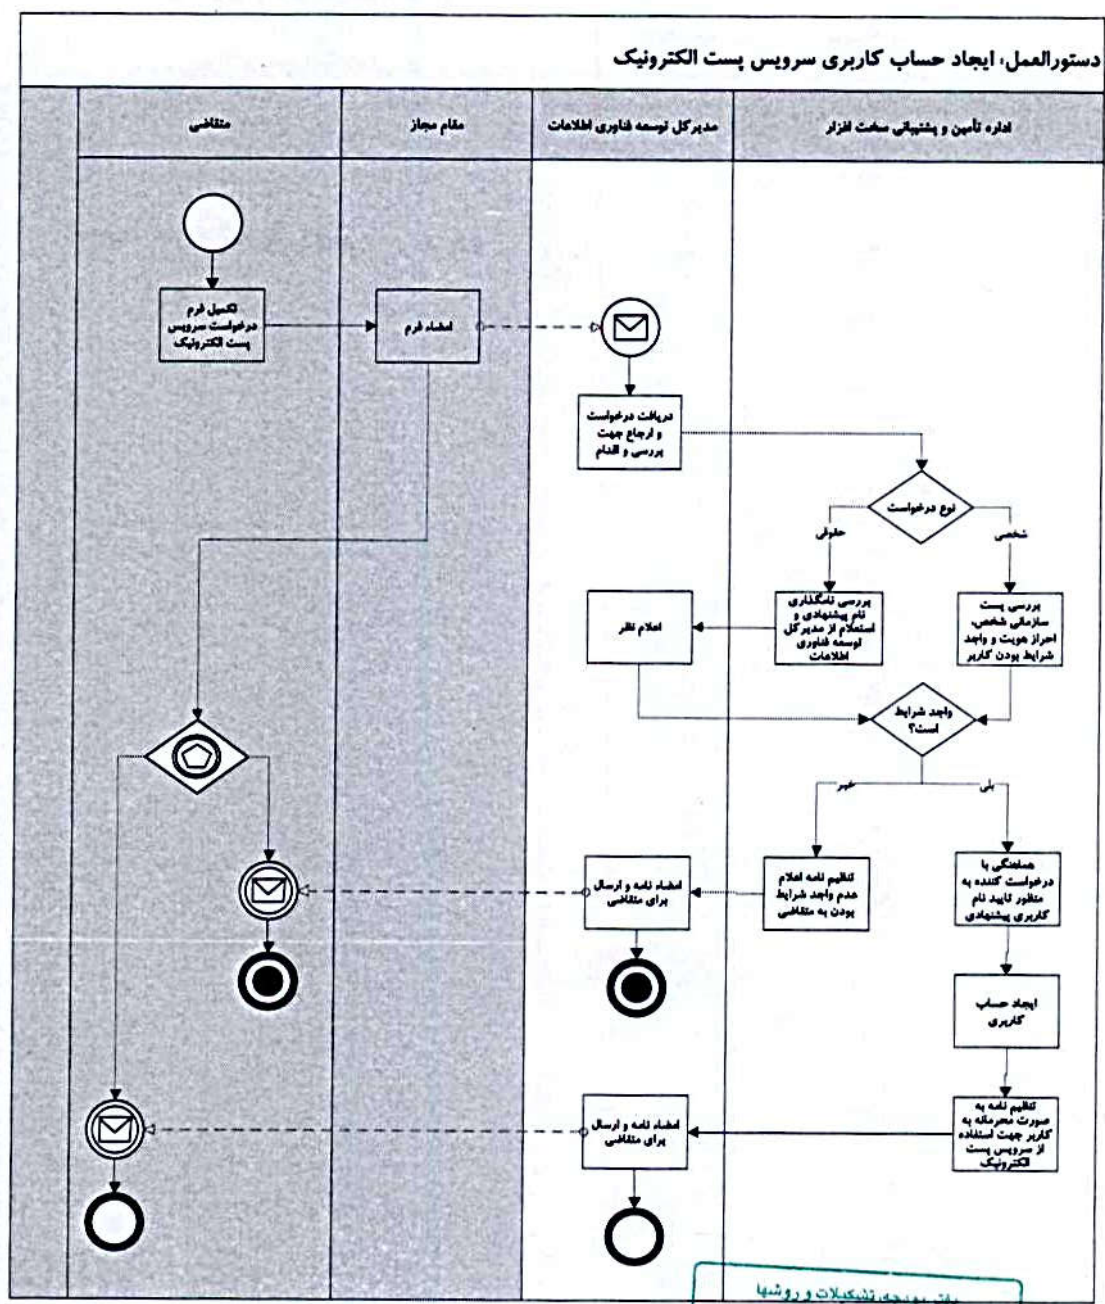 دستورالعمل: ایجاد حساب کاربری سرویس پست الکترونیک
اداره تأمین و پشتیبانی سخت افزار
مدیرکل توسعه فناوری اطلاعات
مقام مجاز
متقاضی
تکمیل فرم
درخواست سرویس
پست الکترونیک
امضاء فرم
دریافت درخواست
و ارجاع جهت
بررسی و اقدام
نوع درخواست
شخصی
حقوقی
بررسی پست
سازمانی شخص،
احراز هویت و واجد
شرایط بودن کاربر
بررسی نامگذاری
نام پیشنهادی و
استعلام از مدیرکل
توسعه فناوری
اطلاعات
اعلام نظر
واجد شرایط
است؟
بلی
خیر
هماهنگی با
درخواست کننده به
منظور تایید نام
کاربری پیشنهادی
تنظیم نامه اعلام
عدم واجد شرایط
بودن به متقاضی
امضاء نامه و ارسال
برای متقاضی
ایجاد حساب
کاربری
تنظیم نامه به
صورت محرمانه به
کاربر جهت استفاده
از سرویس پست
الکترونیک
امضاء نامه و ارسال
برای متقاضی
بودجه، تشکیلات و روشها